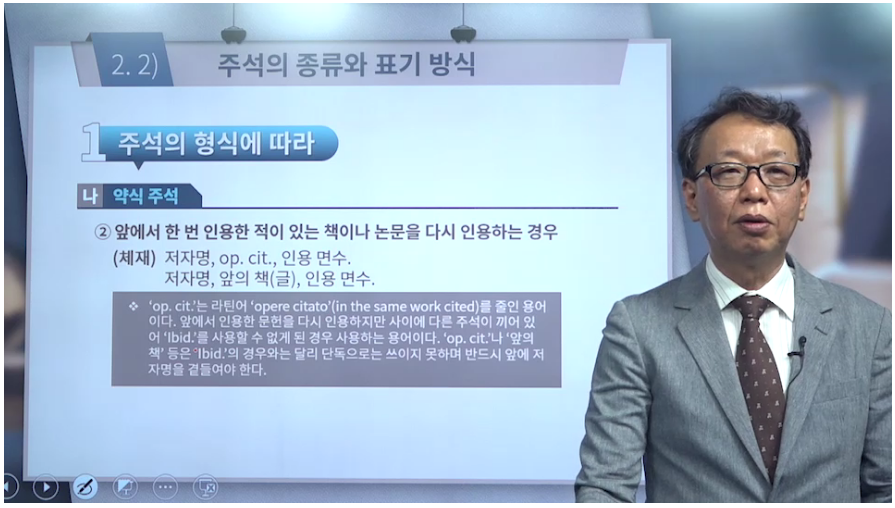 2. 2)
주석의 종류와 표기 방식
1 주석의 형식에 따라
나 약식 주석
② 앞에서 한 번 인용한 적이 있는 책이나 논문을 다시 인용하는 경우
(체재) 저자명, op. cit., 인용 면수.
저자명, 앞의 책(글), 인용 면수.
❖ ‘op. cit.’는 라틴어 ‘opere citato’(in the same work cited)를 줄인 용어
이다. 앞에서 인용한 문헌을 다시 인용하지만 사이에 다른 주석이 끼어 있
어 ‘Ibid.’를 사용할 수 없게 된 경우 사용하는 용어이다. ‘op. cit.’나 ‘앞의
책’ 등은 ‘Ibid.’의 경우와는 달리 단독으로는 쓰이지 못하며 반드시 앞에 저
자명을 곁들여야 한다.